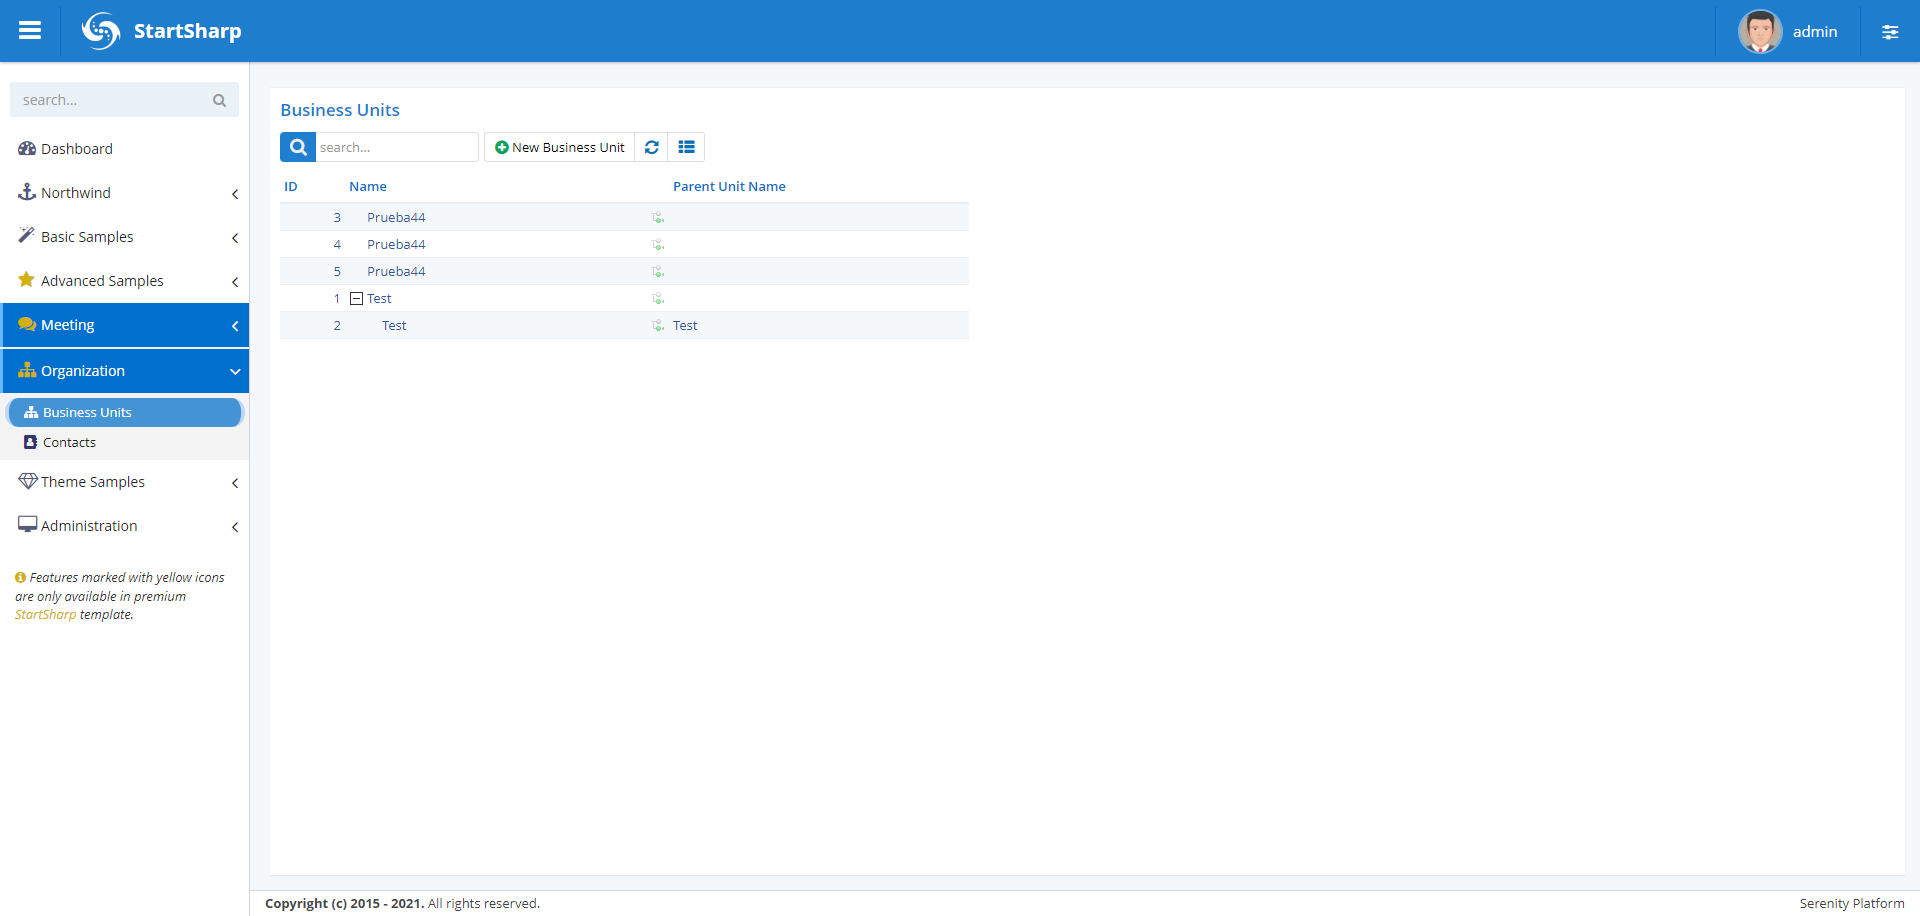 StartSharp
admin
search...
Dashboard
Northwind
Basic Samples
Advanced Samples
Meeting
Organization
Business Units
Contacts
Theme Samples
Administration
Features marked with yellow icons
are only available in premium
StartSharp template.
Business Units
search...
New Business Unit
ID Name Parent Unit Name
3 Prueba44
4 Prueba44
5 Prueba44
1 Test
2 Test Test
Copyright (c) 2015 - 2021. All rights reserved.
Serenity Platform